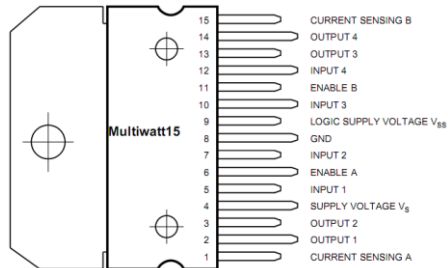 15 CURRENT SENSING B
14 OUTPUT 4
13 OUTPUT 3
12 INPUT 4
11 ENABLE B
10 INPUT 3
9 LOGIC SUPPLY VOLTAGE VSS
Multiwatt15
8 GND
7 INPUT 2
6 ENABLE A
5 INPUT 1
4 SUPPLY VOLTAGE VS
3 OUTPUT 2
2 OUTPUT 1
1 CURRENT SENSING A